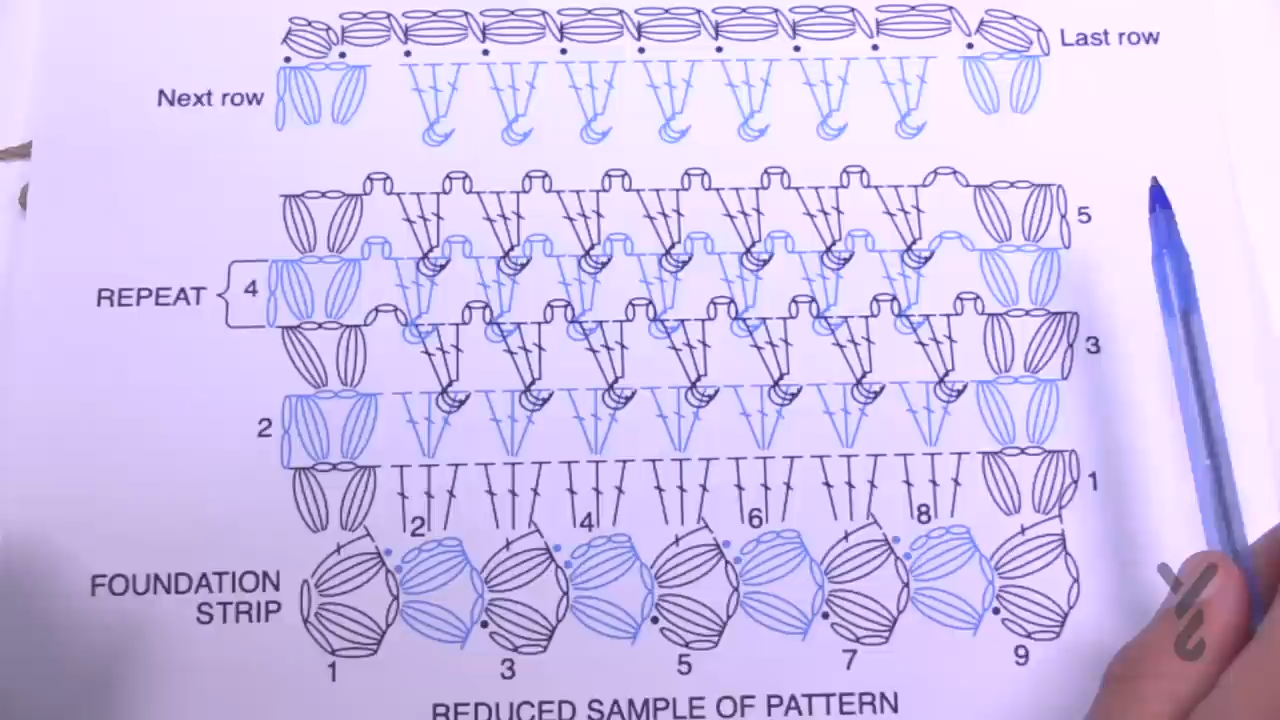 Last row
Next row
5
REPEAT { 4
3
2
1
2 4 6 8
FOUNDATION
STRIP
1 3 5 7 9
REDUCED SAMPLE OF PATTERN